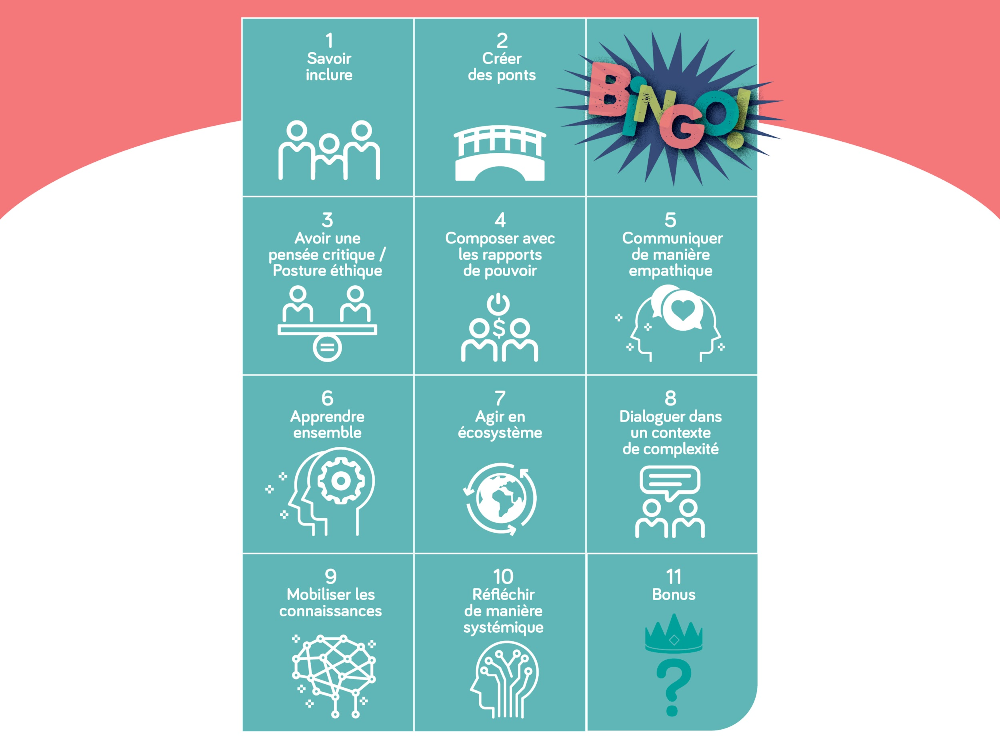 1
Savoir
inclure
2
Créer
des ponts
BiNGO!
3
Avoir une
pensée critique /
Posture éthique
4
Composer avec
les rapports
de pouvoir
$
5
Communiquer
de manière
empathique
6
Apprendre
ensemble
7
Agir en
écosystème
8
Dialoguer dans
un contexte
de complexité
9
Mobiliser les
connaissances
10
Réfléchir
de manière
systémique
11
Bonus
?